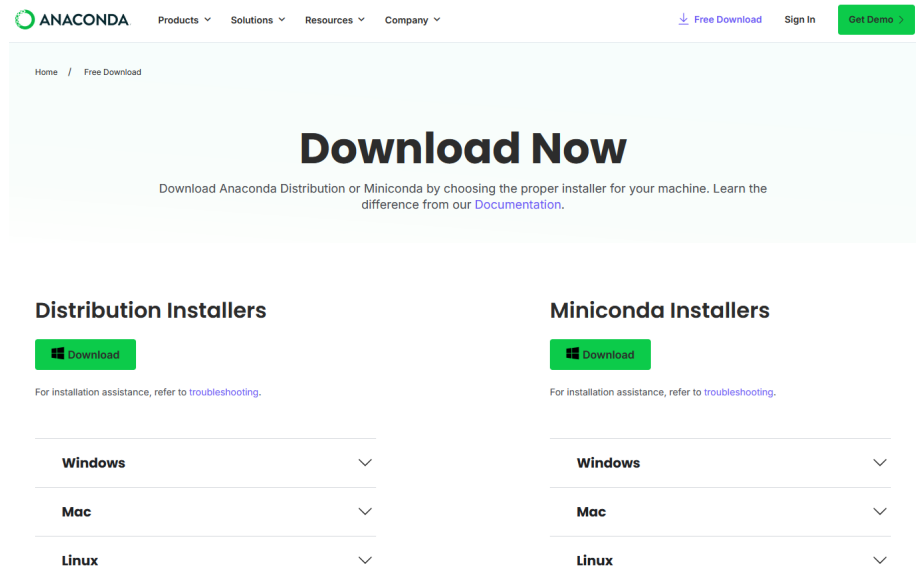 ANACONDA.
Products
Solutions
Resources
Company
Free Download
Sign In
Get Demo
Home / Free Download
Download Now
Download Anaconda Distribution or Miniconda by choosing the proper installer for your machine. Learn the
difference from our Documentation.
Distribution Installers
Download
For installation assistance, refer to troubleshooting.
Windows
Mac
Linux
Miniconda Installers
Download
For installation assistance, refer to troubleshooting.
Windows
Mac
Linux